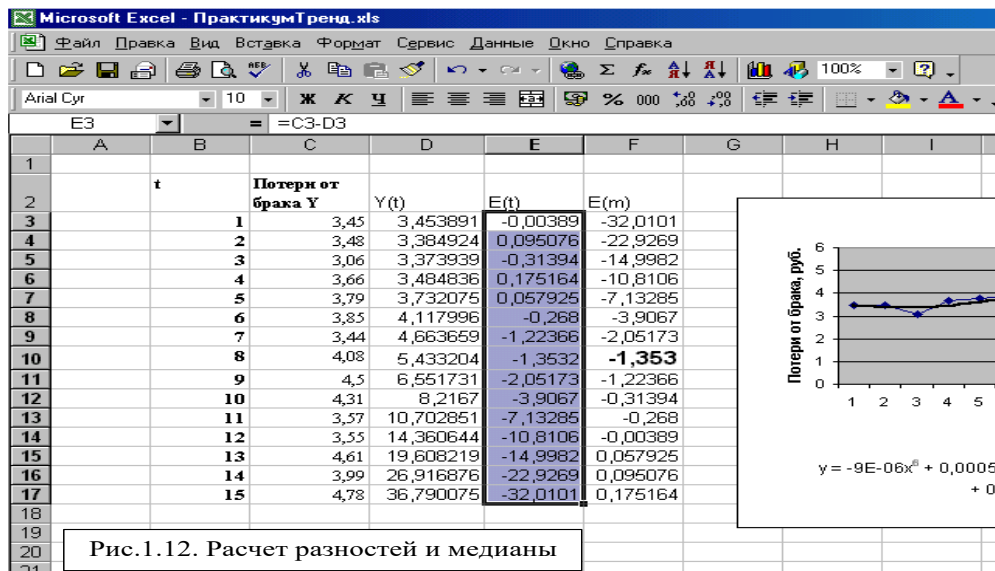 Microsoft Excel - ПрактикумТренд.xls
Файл Правка Вид Вставка Формат Сервис Данные Окно Справка
100%
Arial Cyr 10 Ж К Ч % 000
E3 = =C3-D3
A B C D E F G H I
1
2 t Потери от брака Y Y(t) E(t) E(m)
3 1 3,45 3,453891 -0,00389 -32,0101
4 2 3,48 3,384924 0,095076 -22,9269
5 3 3,06 3,373939 -0,31394 -14,9982
6 4 3,66 3,484836 0,175164 -10,8106
7 5 3,79 3,732075 0,057925 -7,13285
8 6 3,85 4,117996 -0,268 -3,9067
9 7 3,44 4,663659 -1,22366 -2,05173
10 8 4,08 5,433204 -1,3532 -1,353
11 9 4,5 6,551731 -2,05173 -1,22366
12 10 4,31 8,2167 -3,9067 -0,31394
13 11 3,57 10,702851 -7,13285 -0,268
14 12 3,55 14,360644 -10,8106 -0,00389
15 13 4,61 19,608219 -14,9982 0,057925
16 14 3,99 26,916876 -22,9269 0,095076
17 15 4,78 36,790075 -32,0101 0,175164
18
19
20
21
Потери от брака, руб.
6
5
4
3
2
1
0
1 2 3 4 5
y = -9E-06x⁶ + 0,0005
+ 0
Рис.1.12. Расчет разностей и медианы